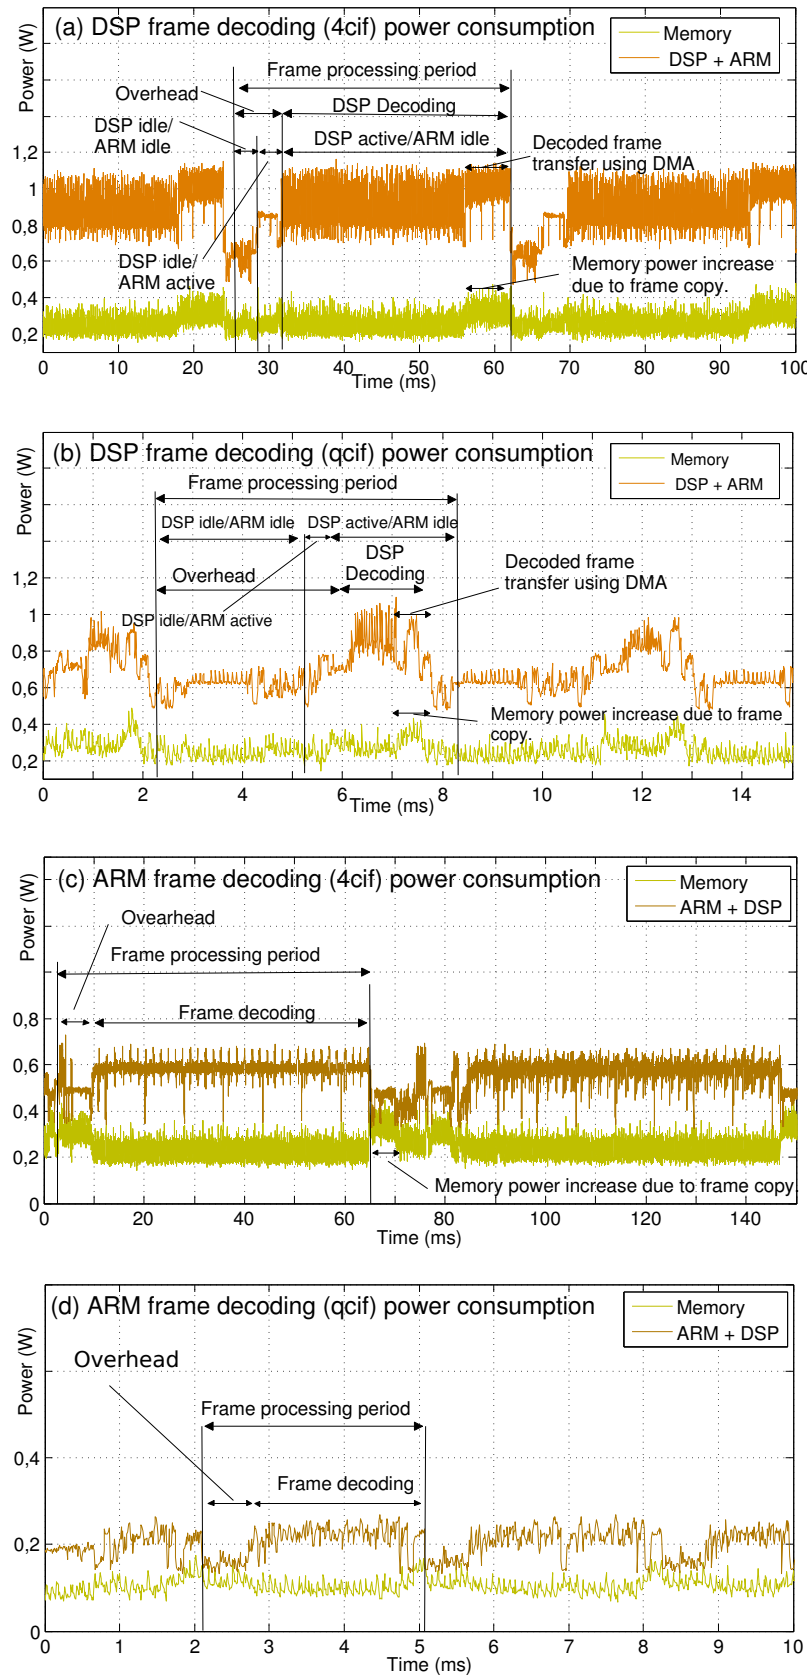 (a) DSP frame decoding (4cif) power consumption
Memory
DSP + ARM
Power (W)
Frame processing period
Overhead
DSP Decoding
DSP idle/
ARM idle
DSP active/ARM idle
Decoded frame
transfer using DMA
1,2
1
0.8
DSP idle/
ARM active
0.6
Memory power increase
due to frame copy.
0,4
0,2
0 10 20 30 40 50 60 70 80 90 100
Time (ms)
(b) DSP frame decoding (qcif) power consumption
Memory
DSP + ARM
Power (W)
Frame processing period
DSP idle/ARM idle
DSP active/ARM idle
DSP
Decoding
Overhead
Decoded frame
transfer using DMA
DSP idle/ARM active
1,2
1
0,8
0,6
0,4
0,2
Memory power increase due to frame
copy.
0 2 4 6 8 10 12 14
Time (ms)
(c) ARM frame decoding (4cif) power consumption
Memory
ARM + DSP
Power (W)
Ovearhead
Frame processing period
Frame decoding
0,8
0,6
0,4
0,2
0
Memory power increase due to frame copy.
0 20 40 60 80 100 120 140
Time (ms)
(d) ARM frame decoding (qcif) power consumption
Memory
ARM + DSP
Power (W)
Overhead
Frame processing period
Frame decoding
0,4
0,2
0
0 1 2 3 4 5 6 7 8 9 10
Time (ms)